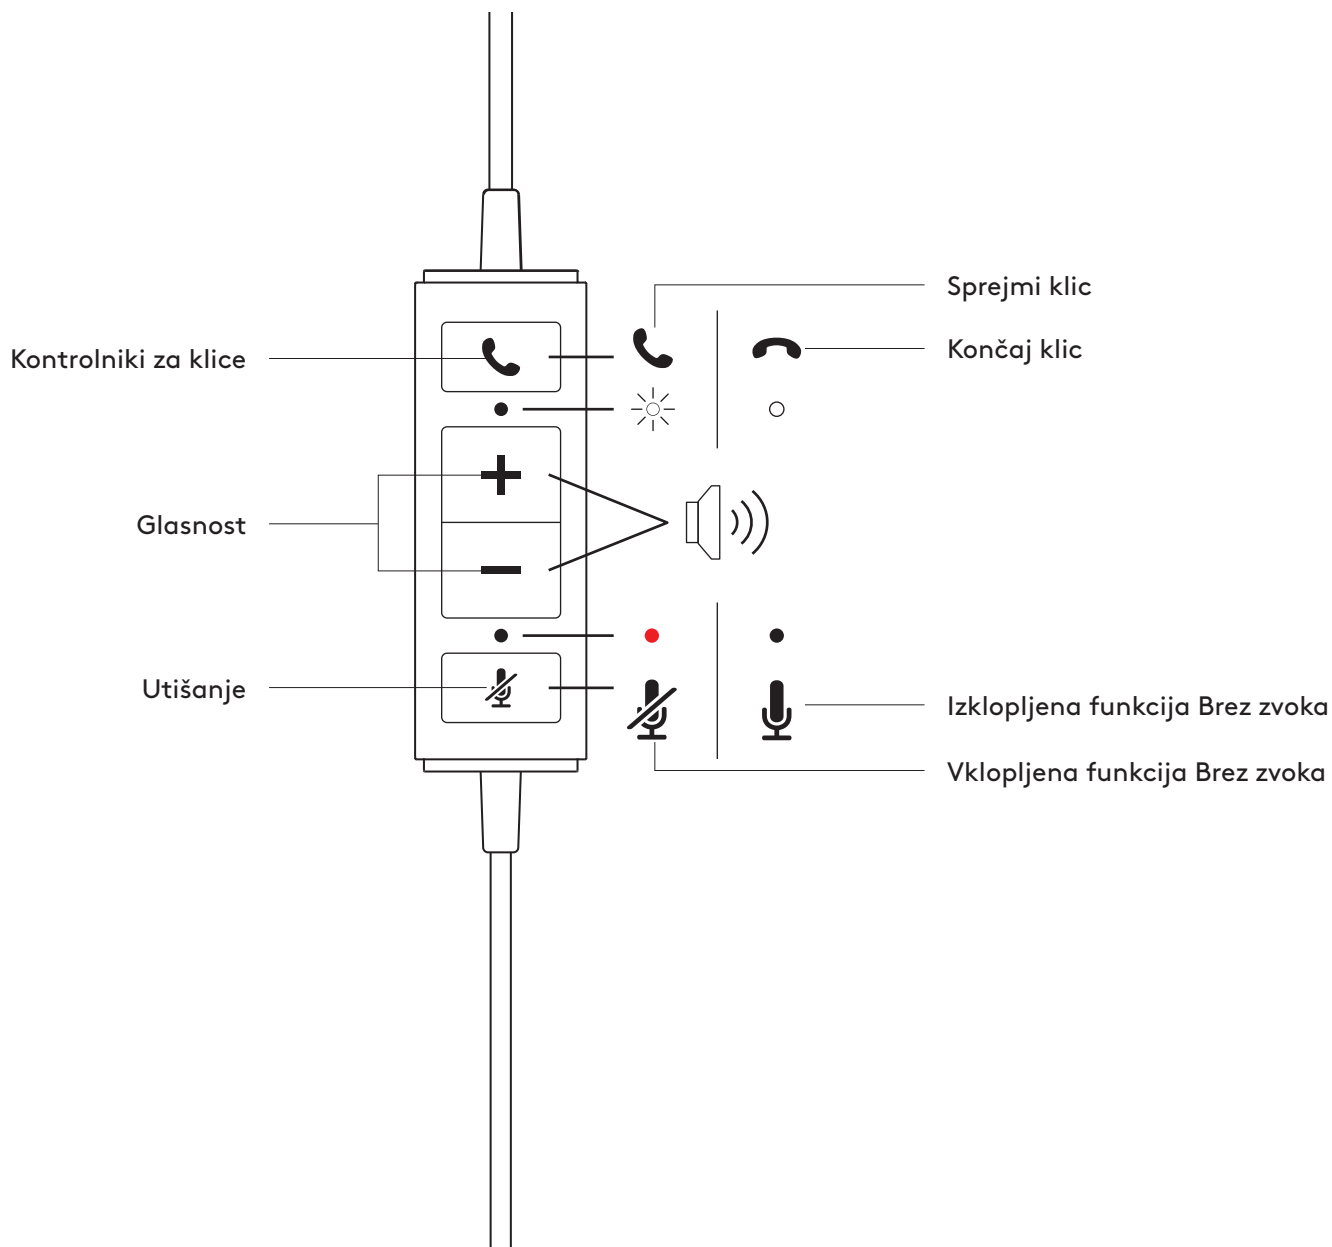 Sprejmi klic
Kontrolniki za klice
Končaj klic
Glasnost
Utišanje
Izklopljena funkcija Brez zvoka
Vklopljena funkcija Brez zvoka